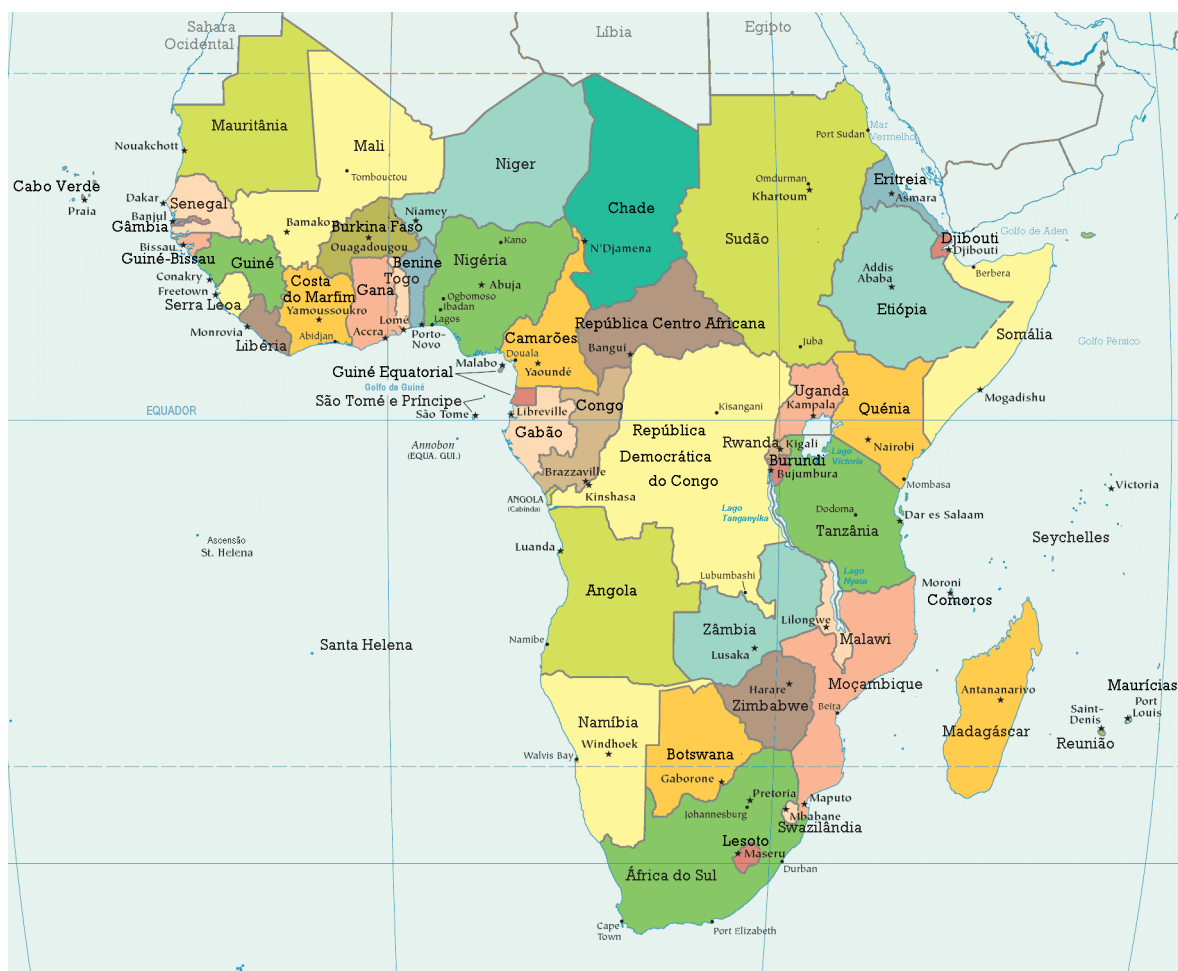 Sahara
Ocidental
Líbia
Egipto
Mauritânia
Nouakchott
Mali
Tombouctou
Niger
Chade
Port Sudan
Mar
Vermelho
Omdurman
Khartoum
Sudão
Eritreia
Asmara
Cabo Verde
Praia
Dakar
Senegal
Banjul
Gâmbia
Bissau
Guiné-Bissau
Guiné
Conakry
Freetown
Serra Leoa
Monrovia
Libéria
Bamako
Burkina Faso
Ouagadougou
Niamey
Costa
do Marfim
Yamoussoukro
Abidjan
Gana
Accra
Togo
Lomé
Benine
Porto-
Novo
Kano
Nigéria
Abuja
Ogbomoso
Ibadan
Lagos
N'Djamena
Djibouti
Djibouti
Golfo de Aden
Berbera
Addis
Ababa
Etiópia
Somália
Golfo Pérsico
Mogadishu
República Centro Africana
Bangui
Juba
Camarões
Douala
Yaoundé
Malabo
Guiné Equatorial
Golfo da Guiné
São Tomé e Príncipe
São Tome
EQUADOR
Annobon
(EQUA. GUI.)
Libreville
Gabão
Congo
Brazzaville
Kinshasa
ANGOLA
(Cabinda)
Kisangani
República
Democrática
do Congo
Uganda
Kampala
Quénia
Nairobi
Mombasa
Rwanda
Kigali
Burundi
Bujumbura
Lago
Victoria
Lago
Tanganyika
Dodoma
Tanzânia
Dar es Salaam
Victoria
Seychelles
Ascensão
St. Helena
Luanda
Angola
Namibe
Lubumbashi
Lago
Nyasa
Moroni
Comoros
Zâmbia
Lusaka
Lilongwe
Malawi
Santa Helena
Moçambique
Harare
Zimbabwe
Beira
Antananarivo
Madagáscar
Maurícias
Port
Louis
Saint-
Denis
Reunião
Namíbia
Windhoek
Walvis Bay
Botswana
Gaborone
Pretoria
Johannesburg
Maputo
Mbabane
Swazilândia
Lesoto
Maseru
Durban
África do Sul
Cape
Town
Port Elizabeth